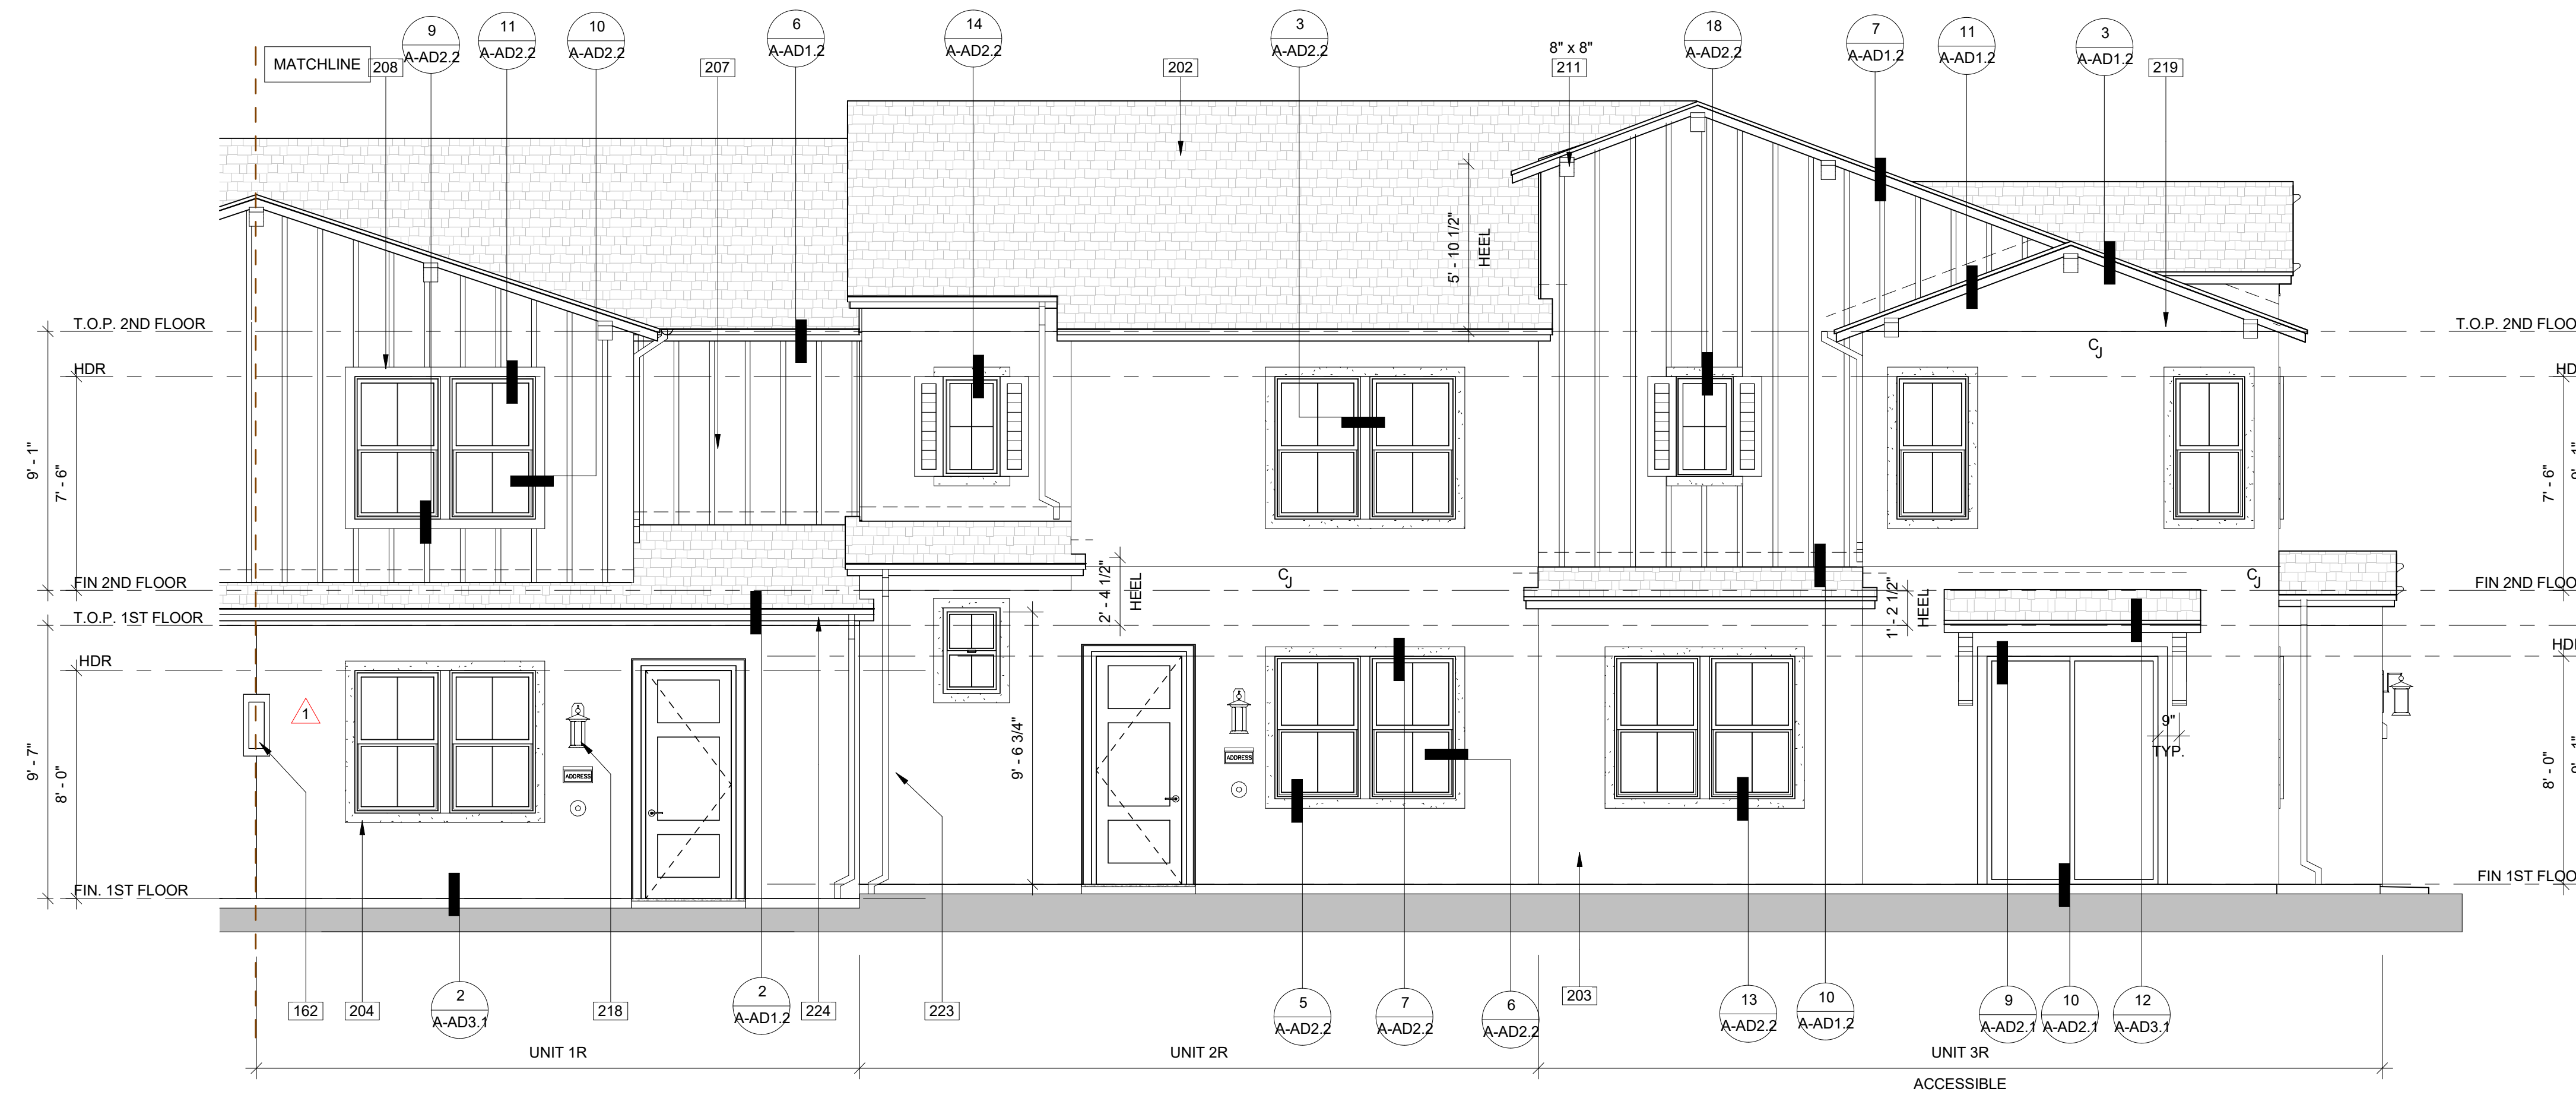 9
A-AD2.2
11
A-AD2.2
10
A-AD2.2
6
A-AD1.2
14
A-AD2.2
3
A-AD2.2
18
A-AD2.2
7
A-AD1.2
11
A-AD1.2
3
A-AD1.2
MATCHLINE
208
207
202
8" x 8"
211
219
5' - 10 1/2"
HEEL
T.O.P. 2ND FLOOR
HDR
9' - 1"
7' - 6"
FIN 2ND FLOOR
T.O.P. 1ST FLOOR
HDR
9' - 7"
8' - 0"
FIN. 1ST FLOOR
T.O.P. 2ND FLOO
HD
7' - 6"
9' - 1"
FIN 2ND FLOO
HD
8' - 0"
9' - 1"
FIN 1ST FLOO
CJ
CJ
CJ
2' - 4 1/2"
HEEL
1' - 2 1/2"
HEEL
9' - 6 3/4"
9"
TYP.
1
ADDRESS
ADDRESS
162
204
2
A-AD3.1
218
2
A-AD1.2
224
223
5
A-AD2.2
7
A-AD2.2
6
A-AD2.2
203
13
A-AD2.2
10
A-AD1.2
9
A-AD2.1
10
A-AD2.1
12
A-AD3.1
UNIT 1R
UNIT 2R
UNIT 3R
ACCESSIBLE